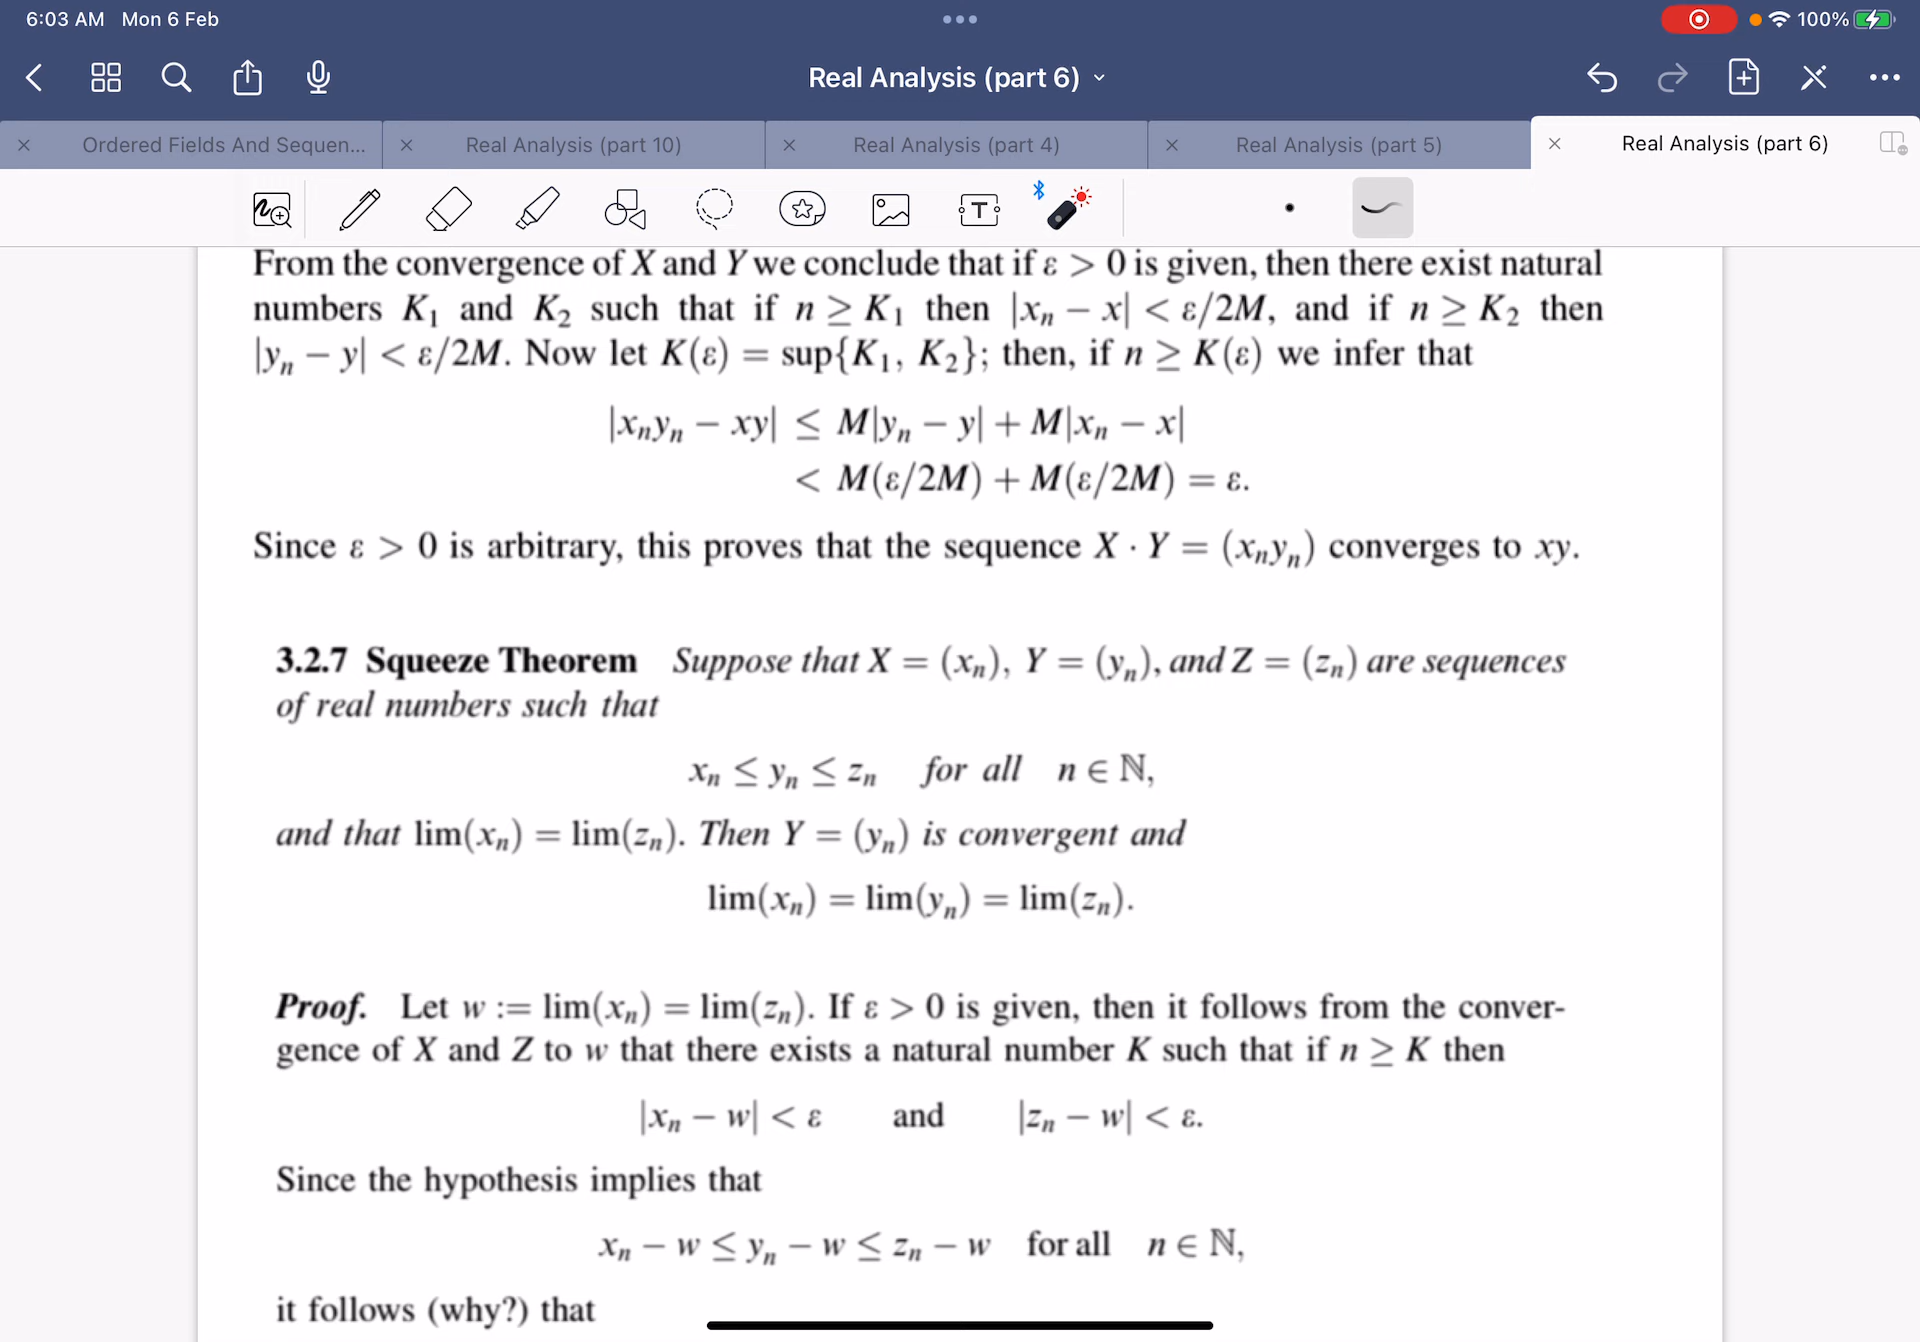 6:03 AM Mon 6 Feb
100%
Real Analysis (part 6)
Ordered Fields And Sequen...
Real Analysis (part 10)
Real Analysis (part 4)
Real Analysis (part 5)
Real Analysis (part 6)
From the convergence of X and Y we conclude that if ε > 0 is given, then there exist natural
numbers K₁ and K₂ such that if n ≥ K₁ then |xₙ − x| < ε/2M, and if n ≥ K₂ then
|yₙ − y| < ε/2M. Now let K(ε) = sup{K₁, K₂}; then, if n ≥ K(ε) we infer that
|xₙyₙ − xy| ≤ M|yₙ − y| + M|xₙ − x|
< M(ε/2M) + M(ε/2M) = ε.
Since ε > 0 is arbitrary, this proves that the sequence X · Y = (xₙyₙ) converges to xy.
3.2.7 Squeeze Theorem Suppose that X = (xₙ), Y = (yₙ), and Z = (zₙ) are sequences
of real numbers such that
xₙ ≤ yₙ ≤ zₙ for all n ∈ ℕ,
and that lim(xₙ) = lim(zₙ). Then Y = (yₙ) is convergent and
lim(xₙ) = lim(yₙ) = lim(zₙ).
Proof. Let w := lim(xₙ) = lim(zₙ). If ε > 0 is given, then it follows from the conver-
gence of X and Z to w that there exists a natural number K such that if n ≥ K then
|xₙ − w| < ε and |zₙ − w| < ε.
Since the hypothesis implies that
xₙ − w ≤ yₙ − w ≤ zₙ − w for all n ∈ ℕ,
it follows (why?) that